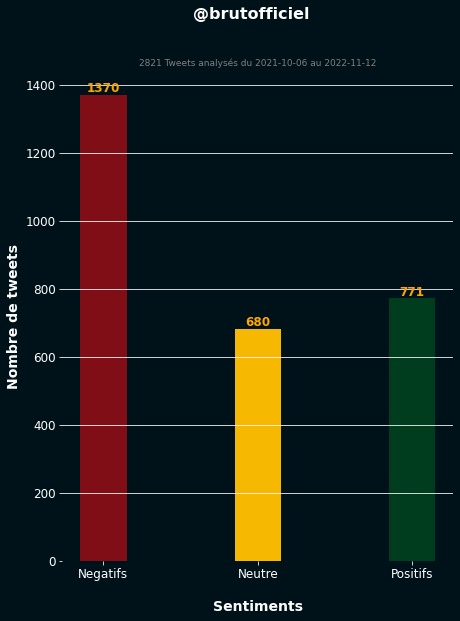 @brutofficiel
2821 Tweets analysés du 2021-10-06 au 2022-11-12
1400
1370
1200
1000
800
771
680
600
400
200
0
Nombre de tweets
Negatifs
Neutre
Positifs
Sentiments